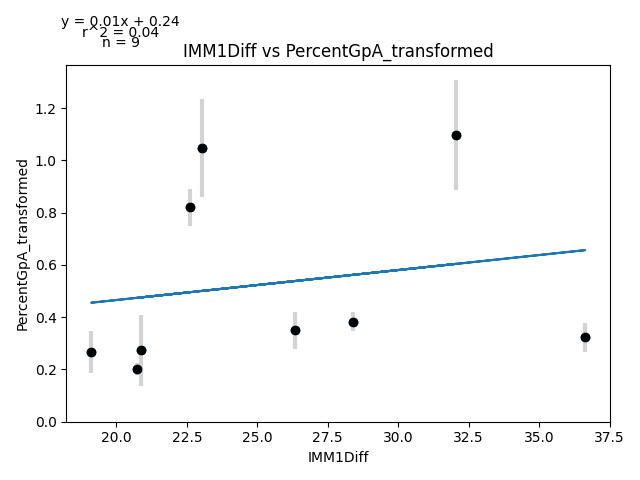 y = 0.01x + 0.24
r^2 = 0.04
n = 9
IMM1Diff vs PercentGpA_transformed
PercentGpA_transformed
1.2
1.0
0.8
0.6
0.4
0.2
0.0
20.0 22.5 25.0 27.5 30.0 32.5 35.0 37.5
IMM1Diff